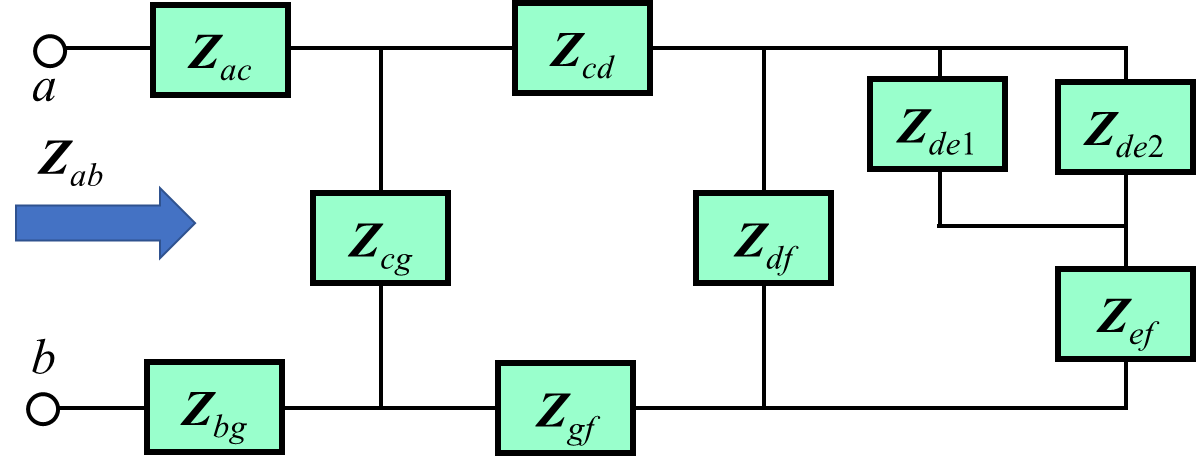 Z_ac
Z_cd
a
Z_de1
Z_de2
Z_ab
Z_cg
Z_df
Z_ef
b
Z_bg
Z_gf